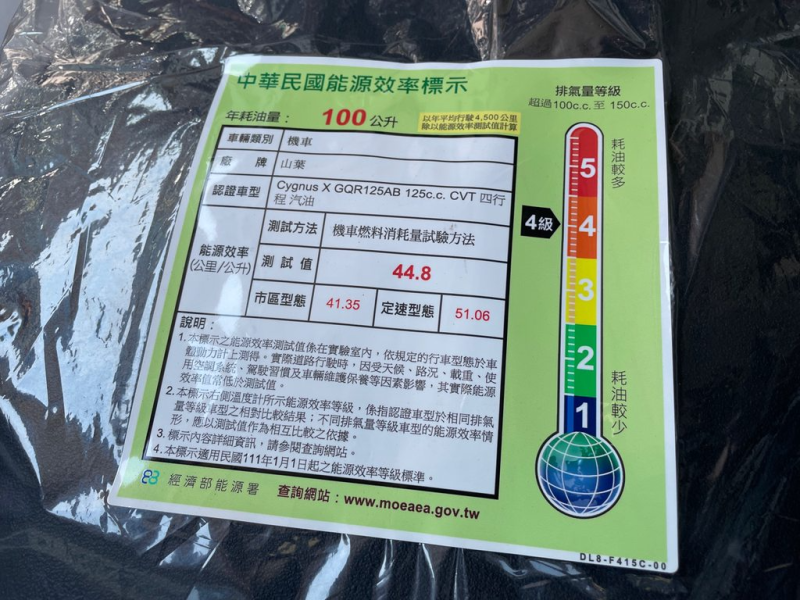 中華民國能源效率標示
年耗油量： 100公升
以年平均行駛4,500公里
除以能源效率測試值計算
車輛類別 機車
廠牌 山葉
認證車型 Cygnus X GQR125AB 125c.c. CVT 四行
程 汽油
能源效率
(公里/公升)
測試方法 機車燃料消耗量試驗方法
測試值 44.8
市區型態 41.35 定速型態 51.06
說明：
1.本標示之能源效率測試值係在實驗室內，依規定的行車型態於車
體動力計上測得。實際道路行駛時，因受天候、路況、載重、使
用空調系統、駕駛習慣及車輛維護保養等因素影響，其實際能源
效率值常低於測試值。
2.本標示右側溫度計所示能源效率等級，係指認證車型於相同排氣
量等級車型之相對比較結果；不同排氣量等級車型的能源效率情
形，應以測試值作為相互比較之依據。
3.標示內容詳細資訊，請參閱查詢網站。
4.本標示適用民國111年1月1日起之能源效率等級標準。
經濟部能源署 查詢網站：www.moeaea.gov.tw
排氣量等級
超過100c.c. 至 150c.c.
耗油較多
5
4級
4
3
2
1
耗油較少
DL8-F415C-00